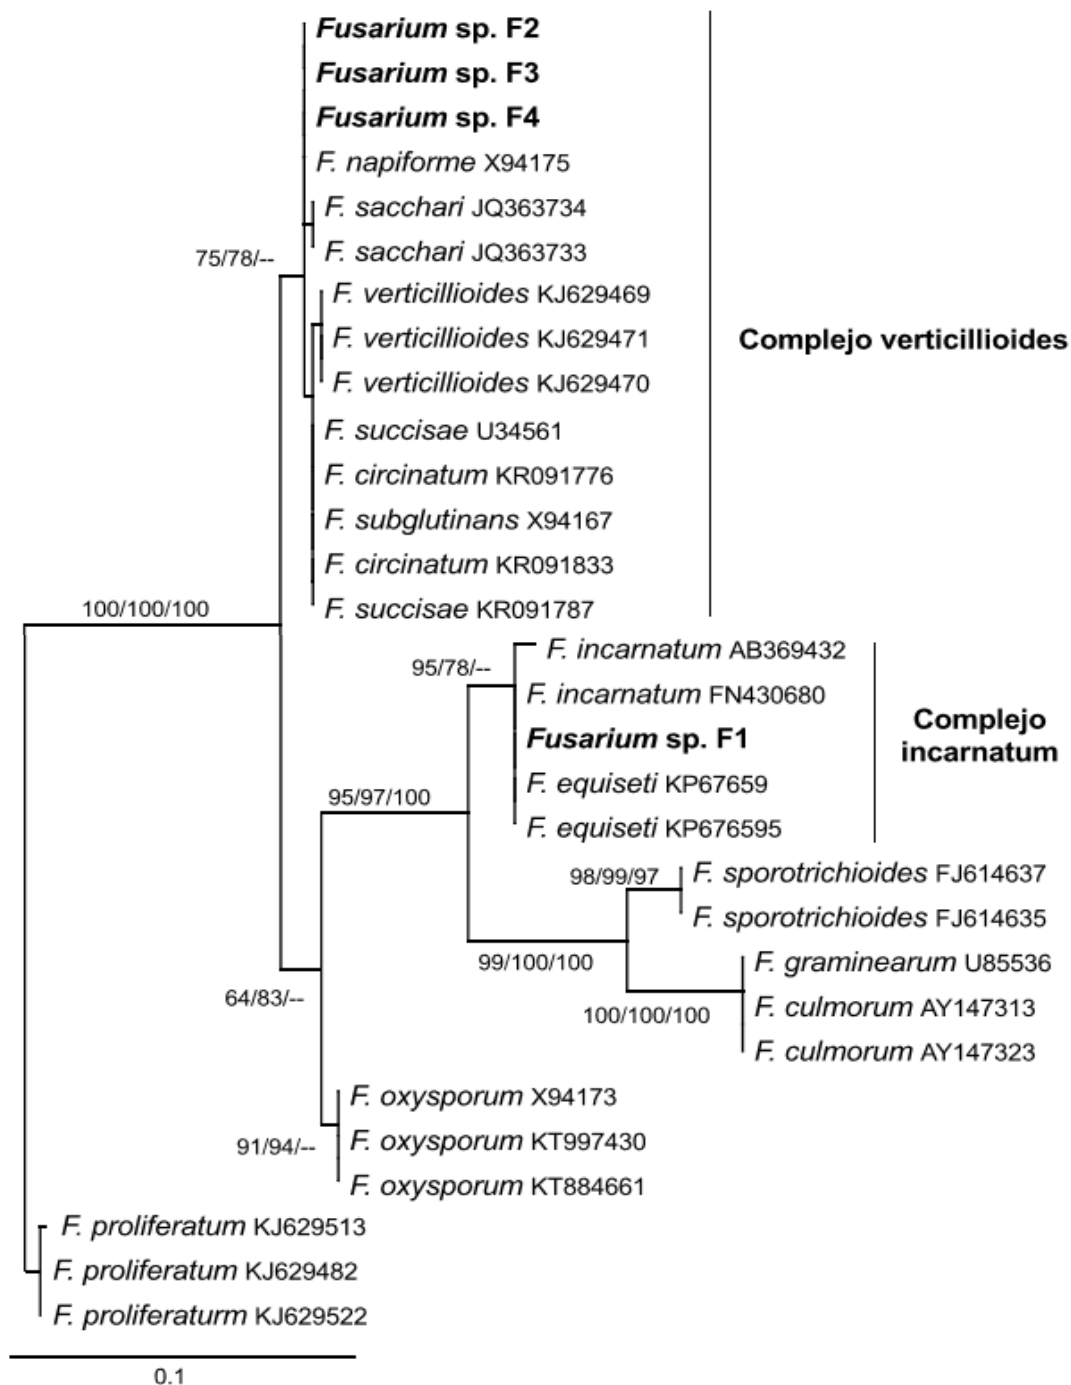 Fusarium sp. F2
Fusarium sp. F3
Fusarium sp. F4
F. napiforme X94175
F. sacchari JQ363734
75/78/--
F. sacchari JQ363733
F. verticillioides KJ629469
F. verticillioides KJ629471
Complejo verticillioides
F. verticillioides KJ629470
F. succisae U34561
F. circinatum KR091776
F. subglutinans X94167
F. circinatum KR091833
100/100/100
F. succisae KR091787
F. incarnatum AB369432
95/78/--
F. incarnatum FN430680
Complejo
incarnatum
Fusarium sp. F1
F. equiseti KP67659
95/97/100
F. equiseti KP676595
98/99/97
F. sporotrichioides FJ614637
F. sporotrichioides FJ614635
99/100/100
F. graminearum U85536
64/83/--
F. culmorum AY147313
100/100/100
F. culmorum AY147323
F. oxysporum X94173
91/94/--
F. oxysporum KT997430
F. oxysporum KT884661
F. proliferatum KJ629513
F. proliferatum KJ629482
F. proliferaturm KJ629522
0.1